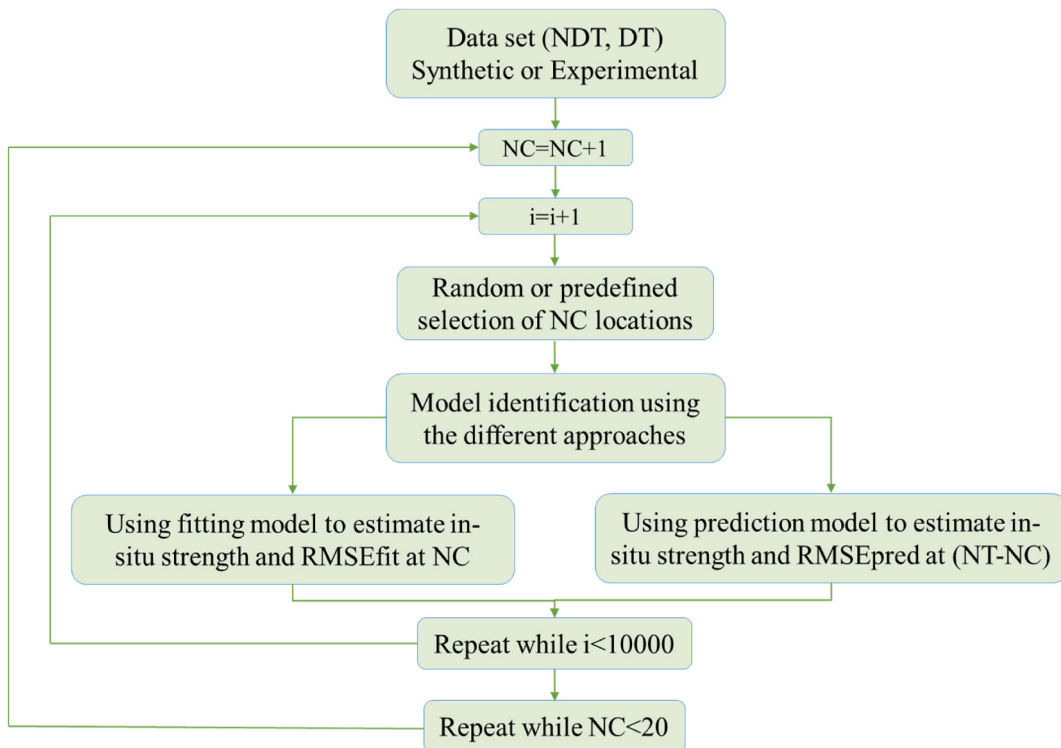 Data set (NDT, DT)
Synthetic or Experimental
NC=NC+1
i=i+1
Random or predefined
selection of NC locations
Model identification using
the different approaches
Using fitting model to estimate in-
situ strength and RMSEfit at NC
Using prediction model to estimate in-
situ strength and RMSEpred at (NT-NC)
Repeat while i<10000
Repeat while NC<20